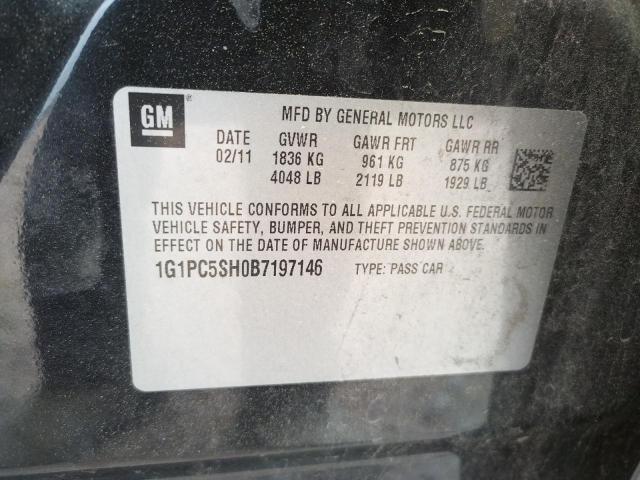 GM ®
MFD BY GENERAL MOTORS LLC
DATE GVWR GAWR FRT GAWR RR
02/11 1836 KG 961 KG 875 KG
4048 LB 2119 LB 1929 LB
THIS VEHICLE CONFORMS TO ALL APPLICABLE U.S. FEDERAL MOTOR
VEHICLE SAFETY, BUMPER, AND THEFT PREVENTION STANDARDS IN
EFFECT ON THE DATE OF MANUFACTURE SHOWN ABOVE.
1G1PC5SH0B7197146 TYPE: PASS CAR